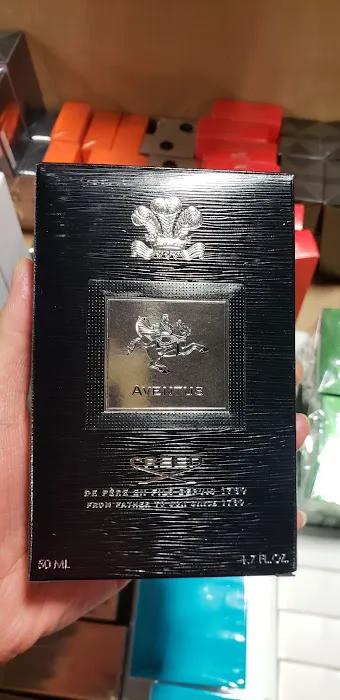 AVENTUS
CREED
DE PÈRE EN FILS DEPUIS 1760
FROM FATHER TO SON SINCE 1760
50 ML 1.7 FL.OZ.